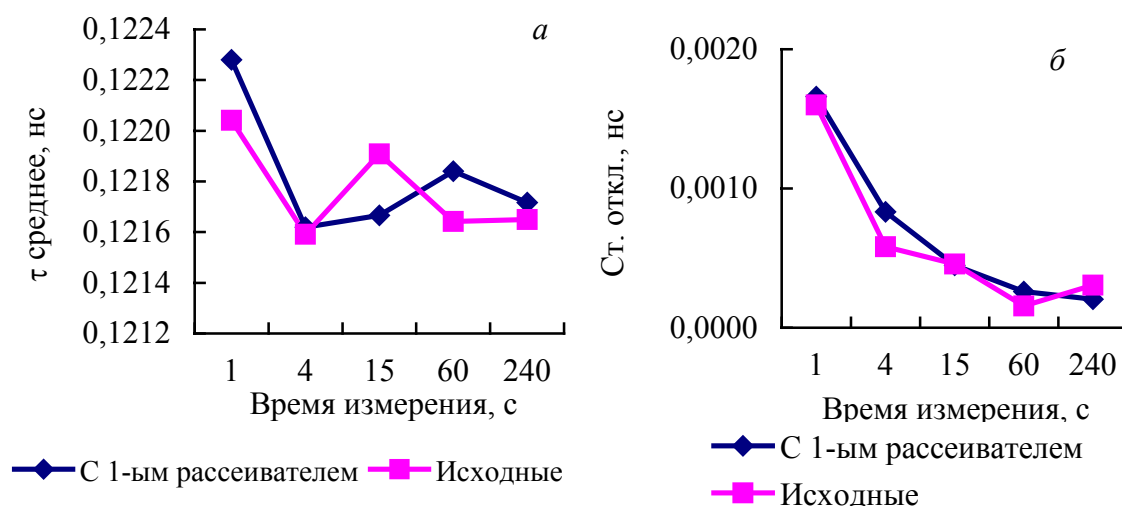 а
τ среднее, нс
0,1224
0,1222
0,1220
0,1218
0,1216
0,1214
0,1212
1 4 15 60 240
Время измерения, с
С 1-ым рассеивателем Исходные
б
Ст. откл., нс
0,0020
0,0010
0,0000
1 4 15 60 240
Время измерения, с
С 1-ым рассеивателем
Исходные